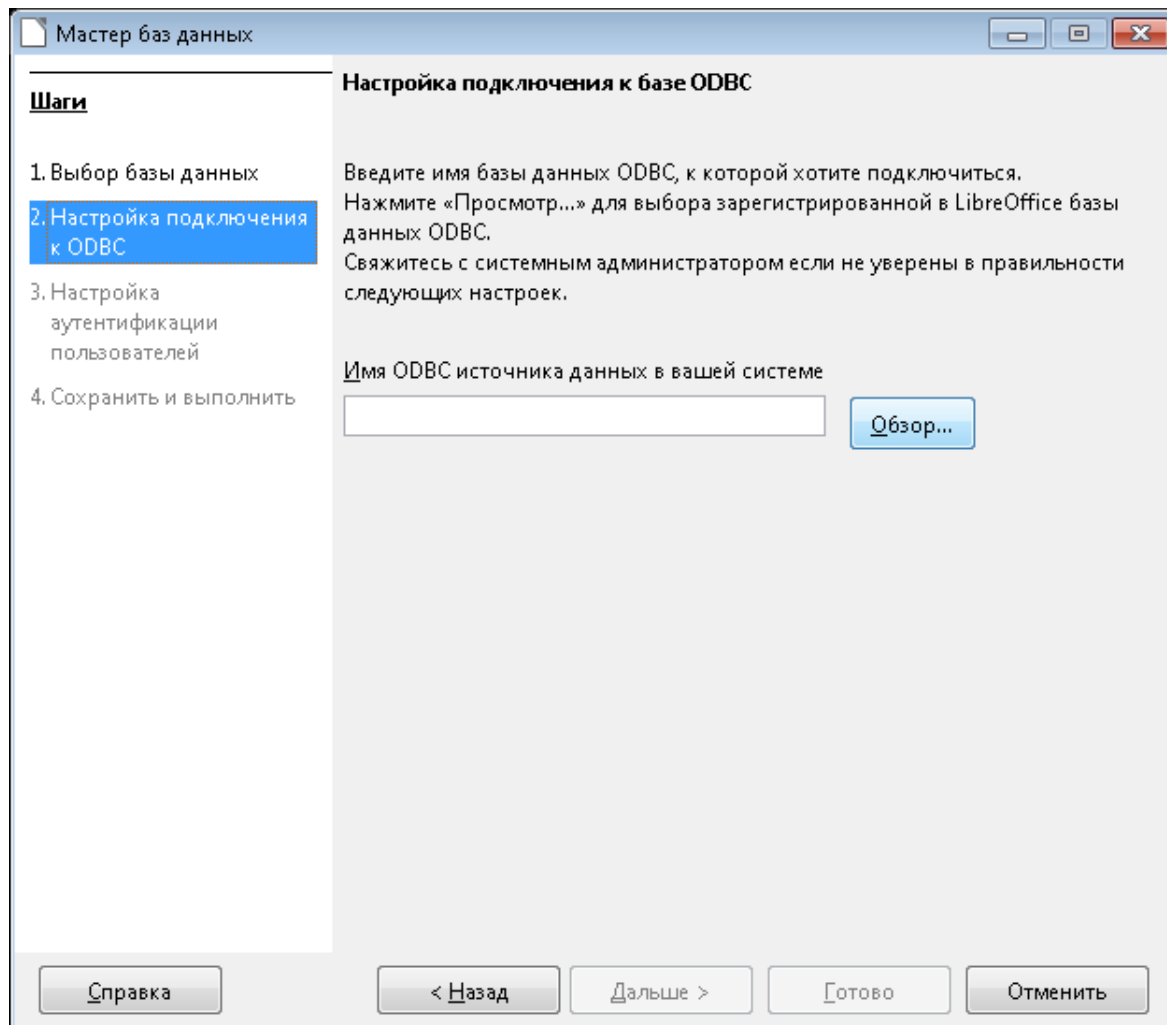 Мастер баз данных
Шаги
1. Выбор базы данных
2. Настройка подключения
к ODBC
3. Настройка
аутентификации
пользователей
4. Сохранить и выполнить
Настройка подключения к базе ODBC
Введите имя базы данных ODBC, к которой хотите подключиться.
Нажмите «Просмотр...» для выбора зарегистрированной в LibreOffice базы
данных ODBC.
Свяжитесь с системным администратором если не уверены в правильности
следующих настроек.
Имя ODBC источника данных в вашей системе
Обзор...
Справка
< Назад
Дальше >
Готово
Отменить